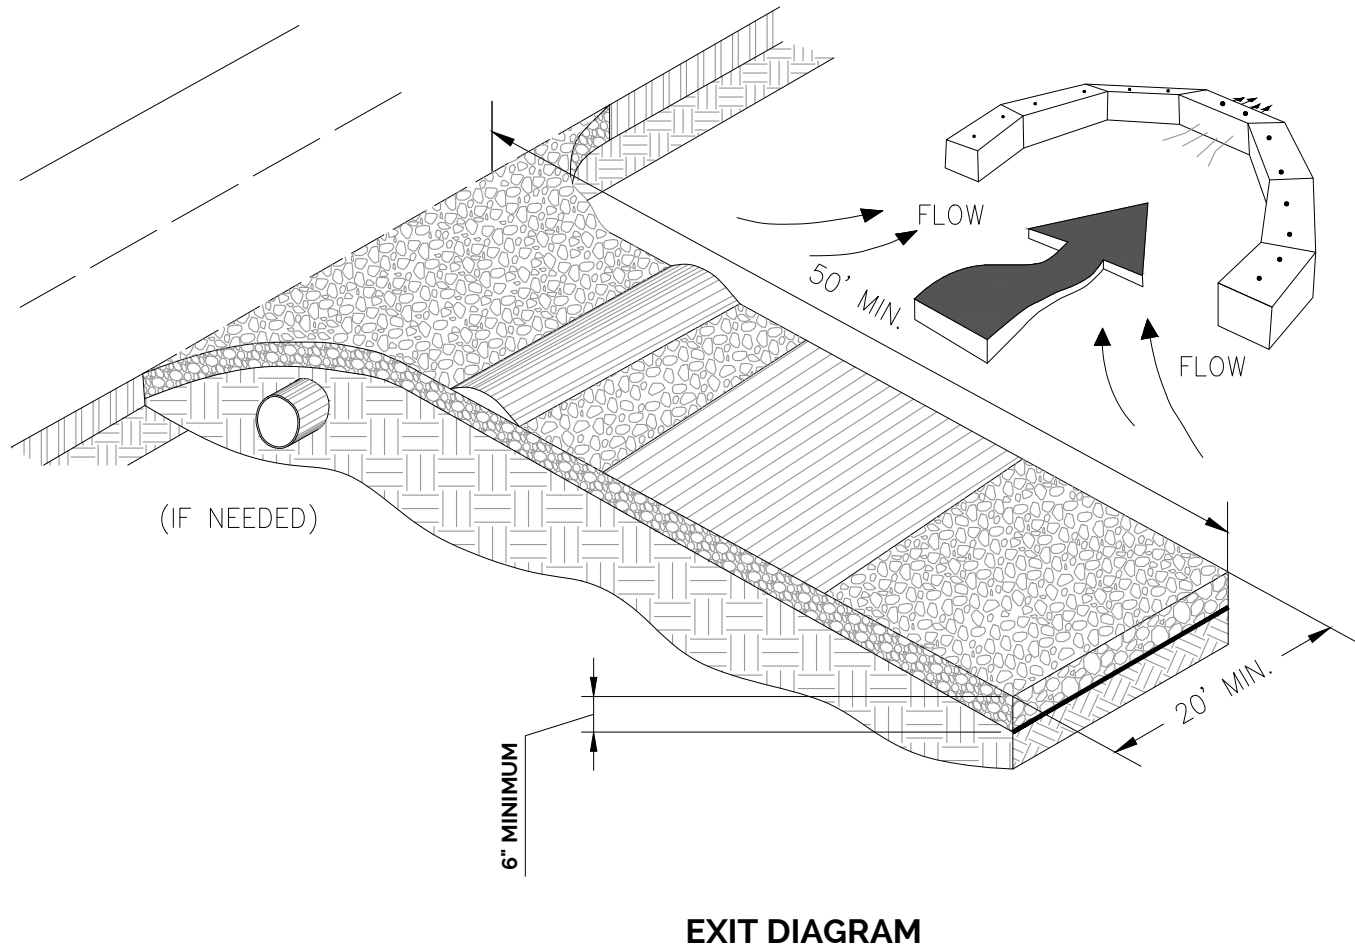 FLOW
50' MIN.
FLOW
(IF NEEDED)
20' MIN.
6" MINIMUM
EXIT DIAGRAM